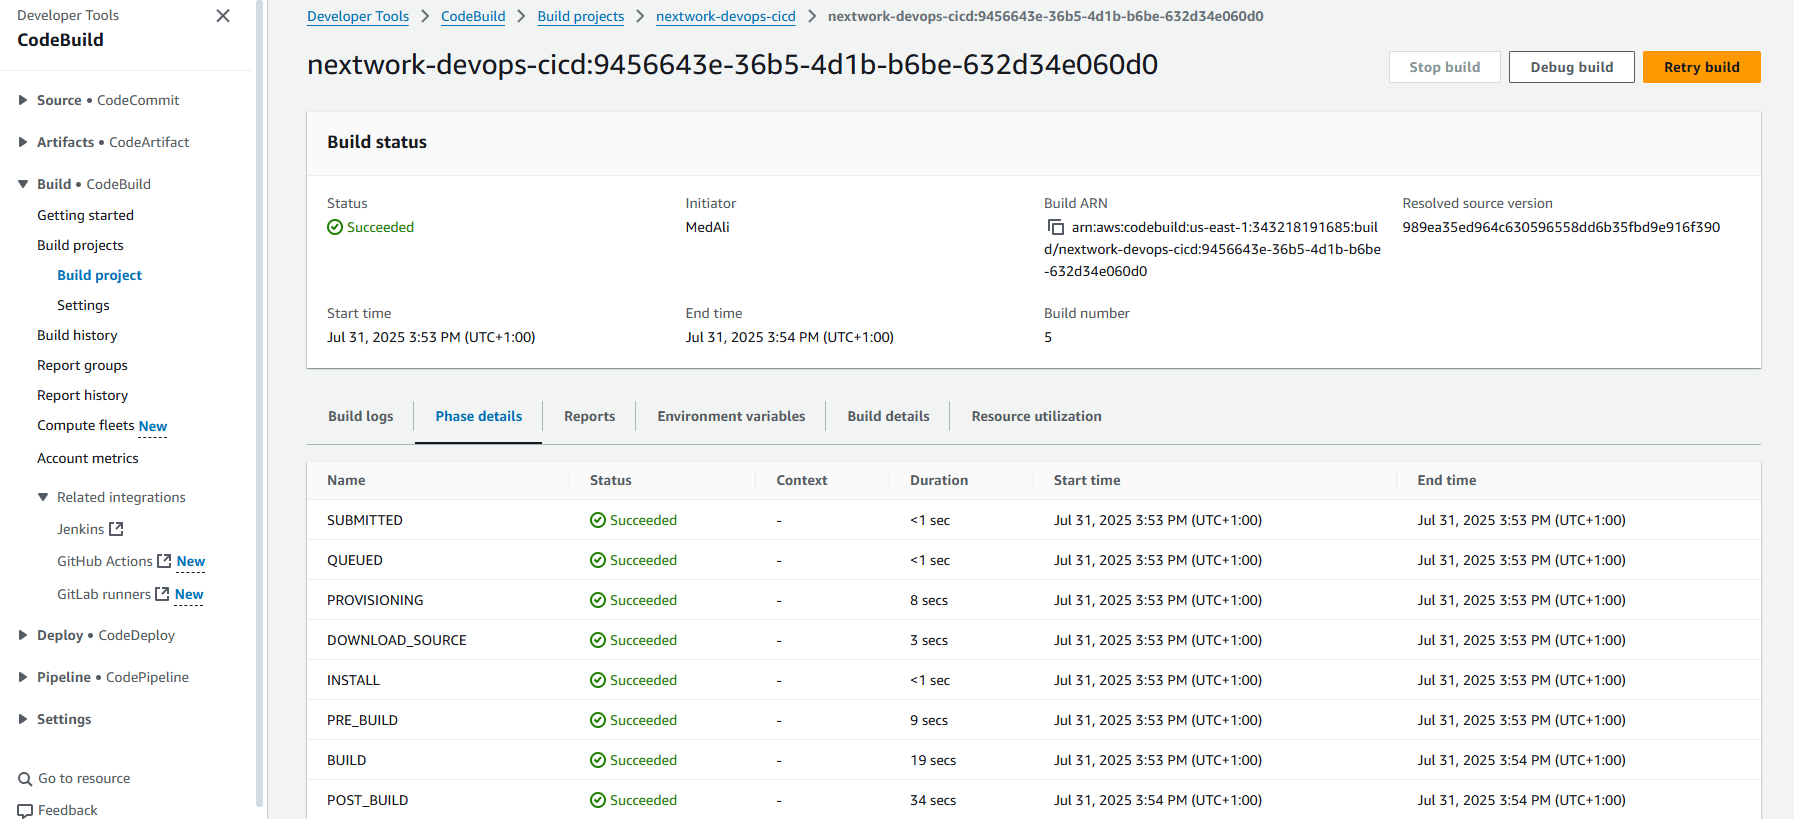 Developer Tools
CodeBuild
Source • CodeCommit
Artifacts • CodeArtifact
Build • CodeBuild
Getting started
Build projects
Build project
Settings
Build history
Report groups
Report history
Compute fleets New
Account metrics
Related integrations
Jenkins
GitHub Actions New
GitLab runners New
Deploy • CodeDeploy
Pipeline • CodePipeline
Settings
Go to resource
Feedback
Developer Tools > CodeBuild > Build projects > nextwork-devops-cicd > nextwork-devops-cicd:9456643e-36b5-4d1b-b6be-632d34e060d0
nextwork-devops-cicd:9456643e-36b5-4d1b-b6be-632d34e060d0
Stop build Debug build Retry build
Build status
Status
Succeeded
Initiator
MedAli
Build ARN
arn:aws:codebuild:us-east-1:343218191685:buil
d/nextwork-devops-cicd:9456643e-36b5-4d1b-b6be
-632d34e060d0
Resolved source version
989ea35ed964c630596558dd6b35fbd9e916f390
Start time
Jul 31, 2025 3:53 PM (UTC+1:00)
End time
Jul 31, 2025 3:54 PM (UTC+1:00)
Build number
5
Build logs Phase details Reports Environment variables Build details Resource utilization
Name Status Context Duration Start time End time
SUBMITTED Succeeded - <1 sec Jul 31, 2025 3:53 PM (UTC+1:00) Jul 31, 2025 3:53 PM (UTC+1:00)
QUEUED Succeeded - <1 sec Jul 31, 2025 3:53 PM (UTC+1:00) Jul 31, 2025 3:53 PM (UTC+1:00)
PROVISIONING Succeeded - 8 secs Jul 31, 2025 3:53 PM (UTC+1:00) Jul 31, 2025 3:53 PM (UTC+1:00)
DOWNLOAD_SOURCE Succeeded - 3 secs Jul 31, 2025 3:53 PM (UTC+1:00) Jul 31, 2025 3:53 PM (UTC+1:00)
INSTALL Succeeded - <1 sec Jul 31, 2025 3:53 PM (UTC+1:00) Jul 31, 2025 3:53 PM (UTC+1:00)
PRE_BUILD Succeeded - 9 secs Jul 31, 2025 3:53 PM (UTC+1:00) Jul 31, 2025 3:53 PM (UTC+1:00)
BUILD Succeeded - 19 secs Jul 31, 2025 3:53 PM (UTC+1:00) Jul 31, 2025 3:54 PM (UTC+1:00)
POST_BUILD Succeeded - 34 secs Jul 31, 2025 3:54 PM (UTC+1:00) Jul 31, 2025 3:54 PM (UTC+1:00)